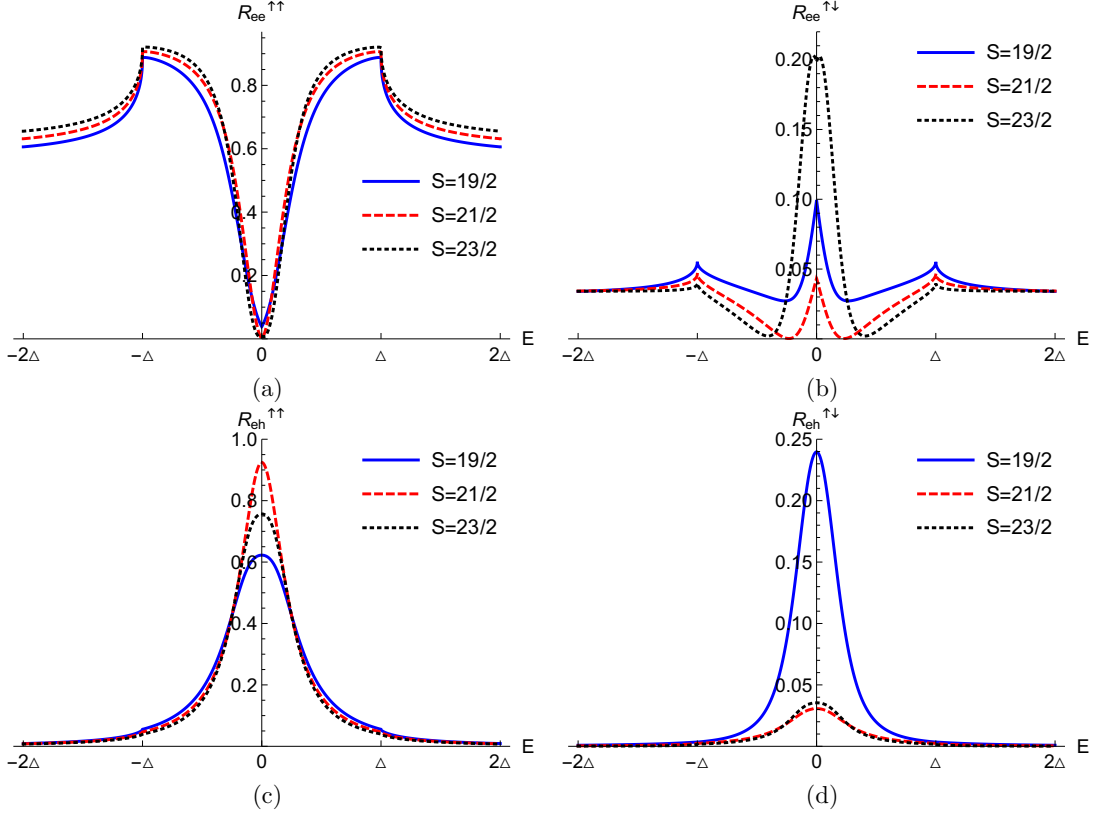 R_ee^↑↑
0.8
0.6
0.4
0.2
S=19/2
S=21/2
S=23/2
−2△ −△ 0 △ 2△ E
(a)
R_ee^↑↓
0.20
0.15
0.10
0.05
S=19/2
S=21/2
S=23/2
−2△ −△ 0 △ 2△ E
(b)
R_eh^↑↑
1.0
0.8
0.6
0.4
0.2
S=19/2
S=21/2
S=23/2
−2△ −△ 0 △ 2△ E
(c)
R_eh^↑↓
0.25
0.20
0.15
0.10
0.05
S=19/2
S=21/2
S=23/2
−2△ −△ 0 △ 2△ E
(d)